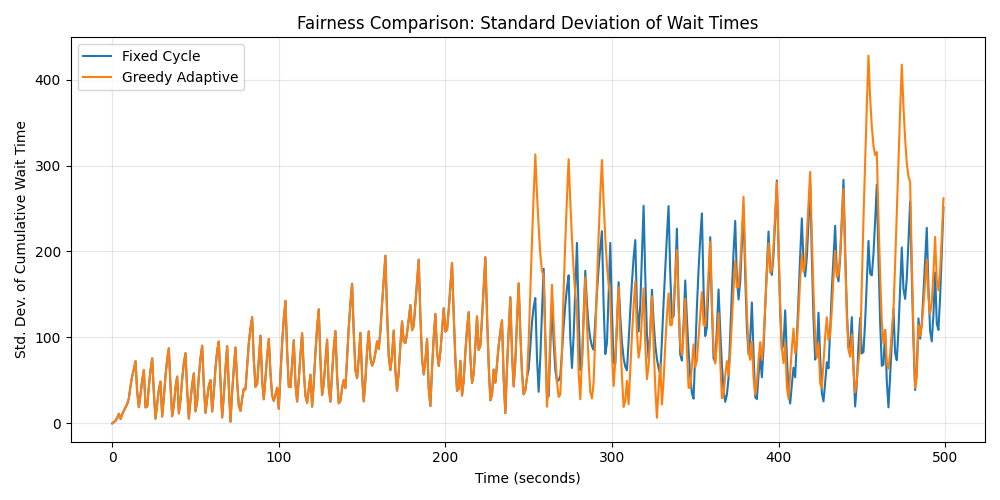 Fairness Comparison: Standard Deviation of Wait Times
Fixed Cycle
Greedy Adaptive
Std. Dev. of Cumulative Wait Time
400
300
200
100
0
0 100 200 300 400 500
Time (seconds)